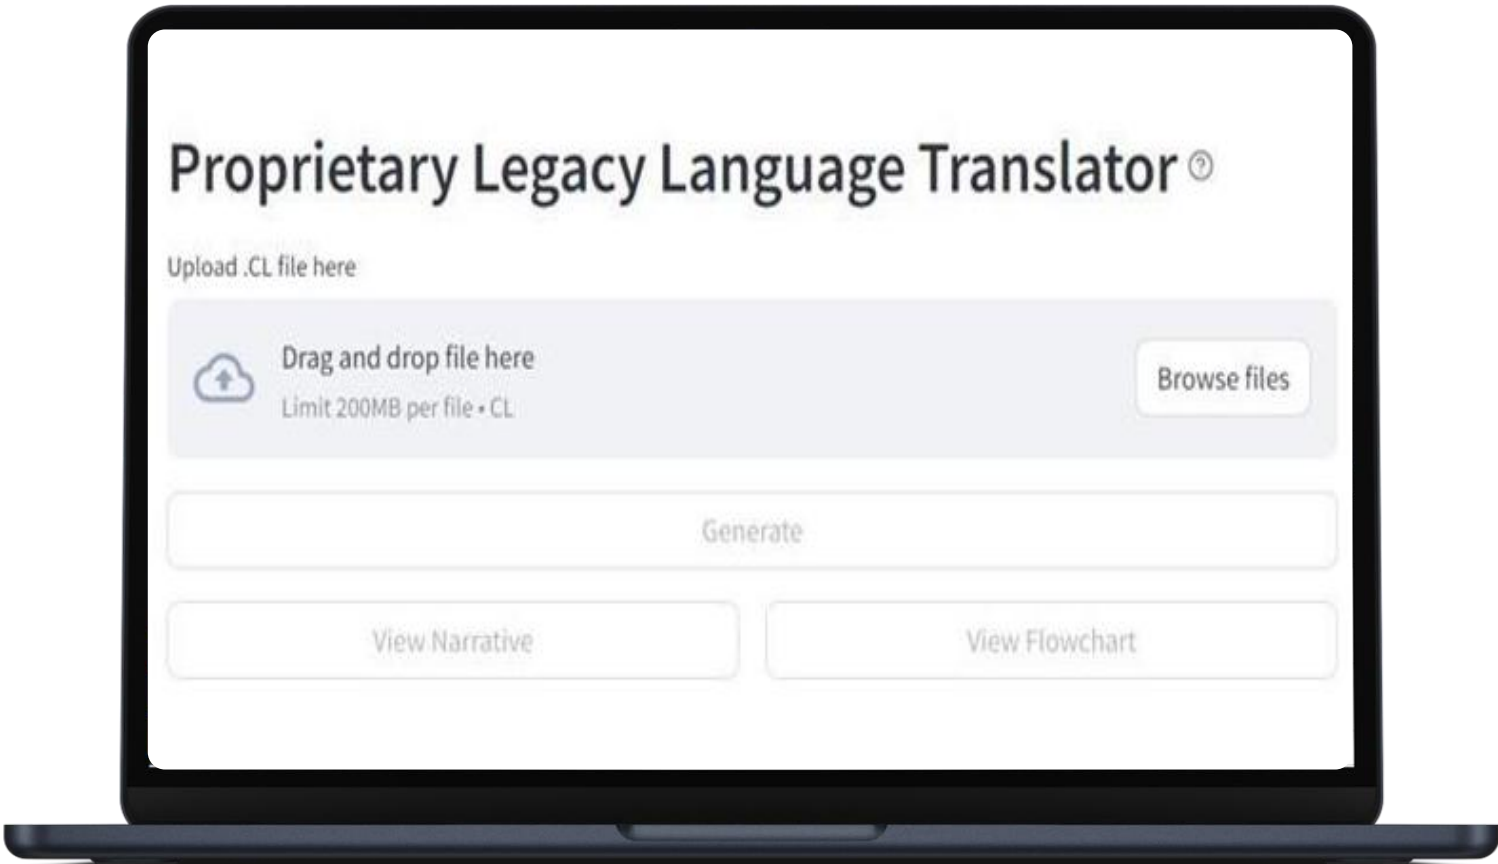 Proprietary Legacy Language Translator ?
Upload .CL file here
Drag and drop file here
Limit 200MB per file • CL
Browse files
Generate
View Narrative
View Flowchart